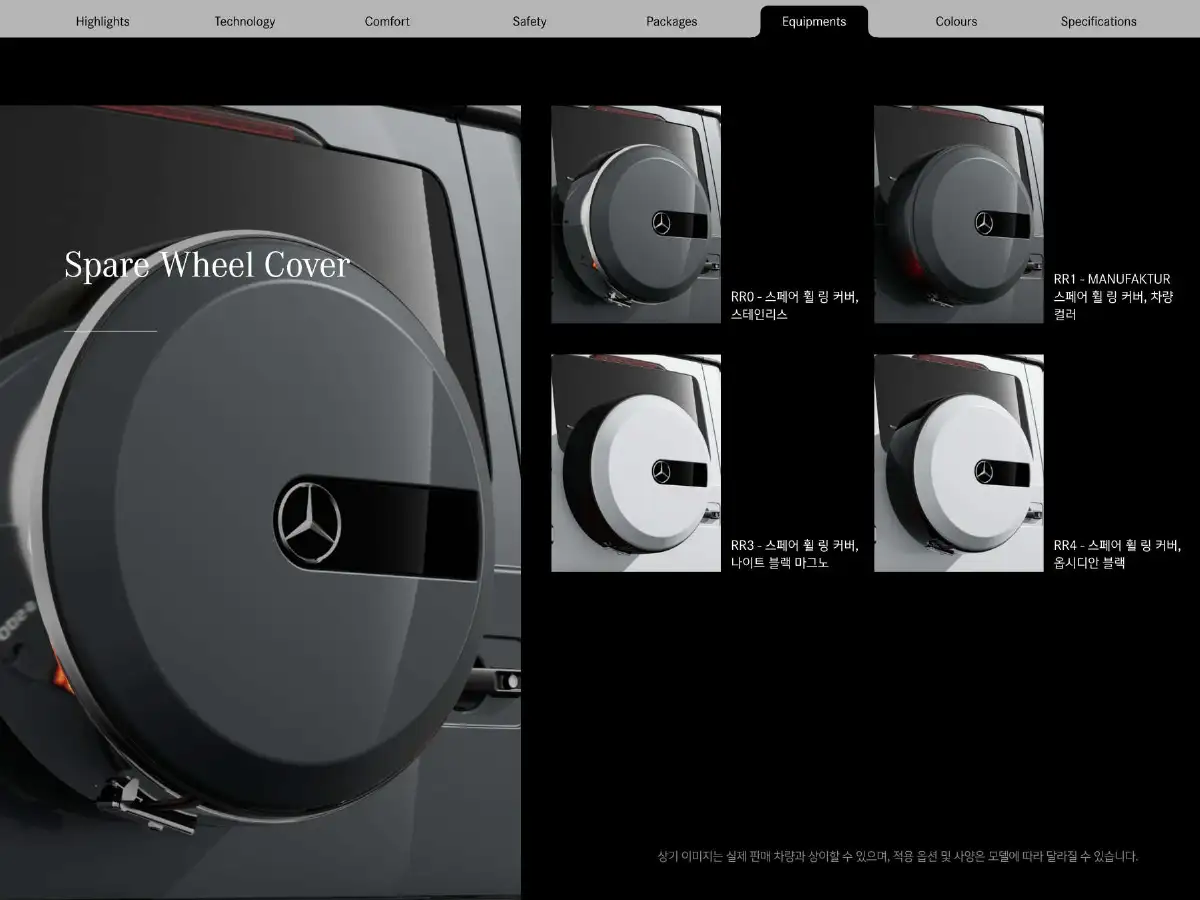 Highlights
Technology
Comfort
Safety
Packages
Equipments
Colours
Specifications
Spare Wheel Cover
RR0 - 스페어 휠 링 커버,
스테인리스
RR1 - MANUFAKTUR
스페어 휠 링 커버, 차량
컬러
RR3 - 스페어 휠 링 커버,
나이트 블랙 마그노
RR4 - 스페어 휠 링 커버,
옵시디안 블랙
상기 이미지는 실제 판매 차량과 상이할 수 있으며, 적용 옵션 및 사양은 모델에 따라 달라질 수 있습니다.